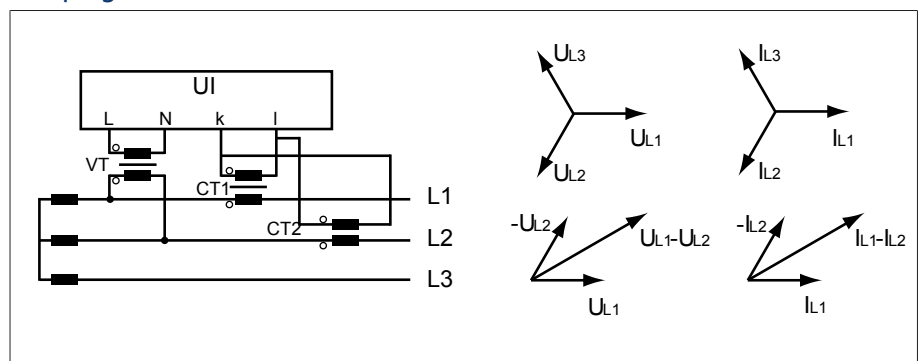 UI
L N k l
VT
CT1
CT2
L1
L2
L3
UL3
UL1
UL2
IL3
IL1
IL2
-UL2
UL1-UL2
UL1
-IL2
IL1-IL2
IL1